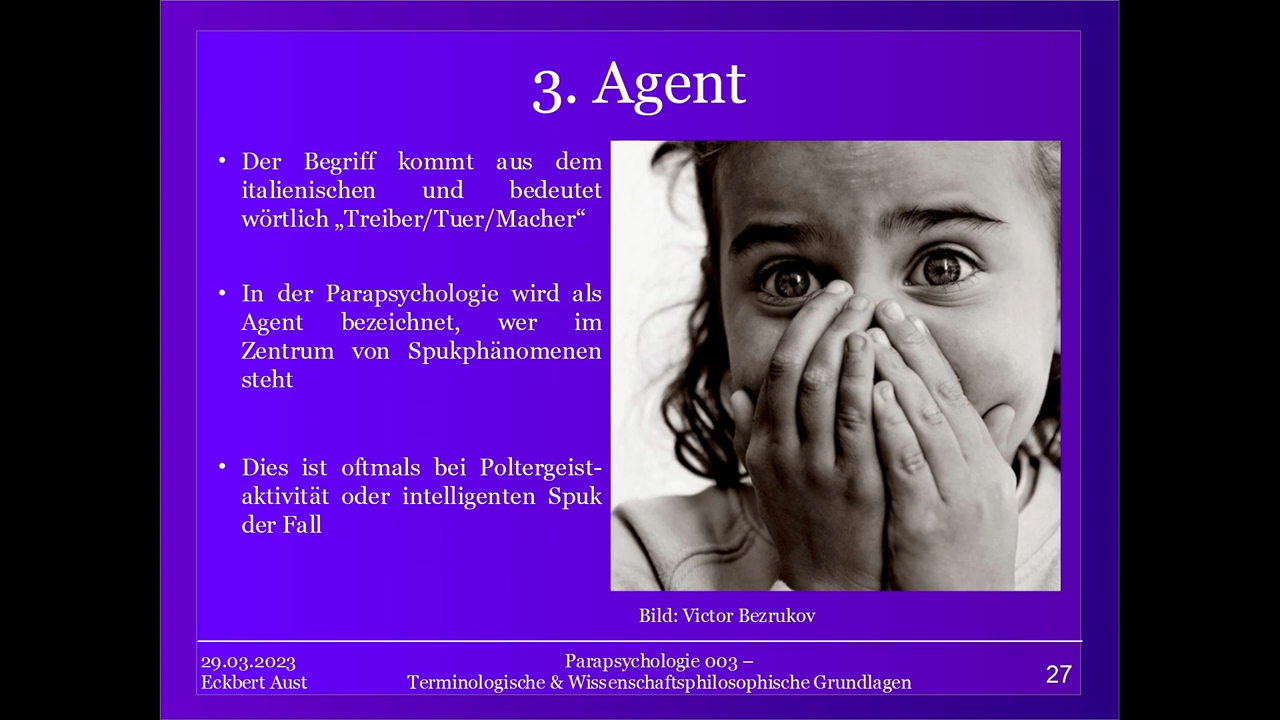 3. Agent
• Der Begriff kommt aus dem
italienischen und bedeutet
wörtlich „Treiber/Tuer/Macher“
• In der Parapsychologie wird als
Agent bezeichnet, wer im
Zentrum von Spukphänomenen
steht
• Dies ist oftmals bei Poltergeist-
aktivität oder intelligenten Spuk
der Fall
Bild: Victor Bezrukov
29.03.2023
Eckbert Aust
Parapsychologie 003 –
Terminologische & Wissenschaftsphilosophische Grundlagen
27